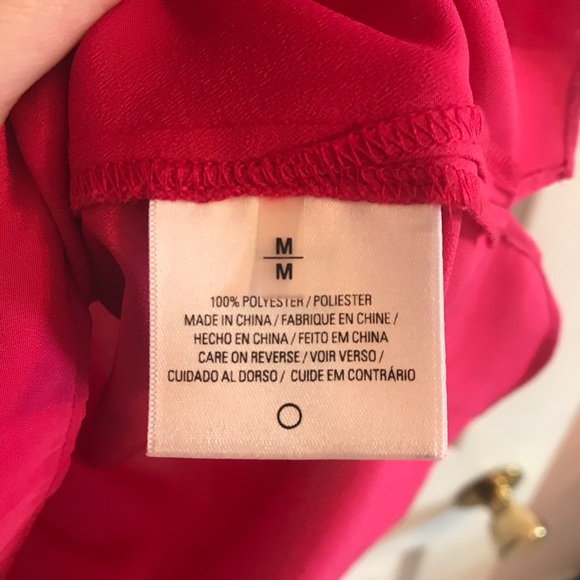 M
M
100% POLYESTER / POLIESTER
MADE IN CHINA / FABRIQUE EN CHINE /
HECHO EN CHINA / FEITO EM CHINA
CARE ON REVERSE / VOIR VERSO /
CUIDADO AL DORSO / CUIDE EM CONTRÁRIO